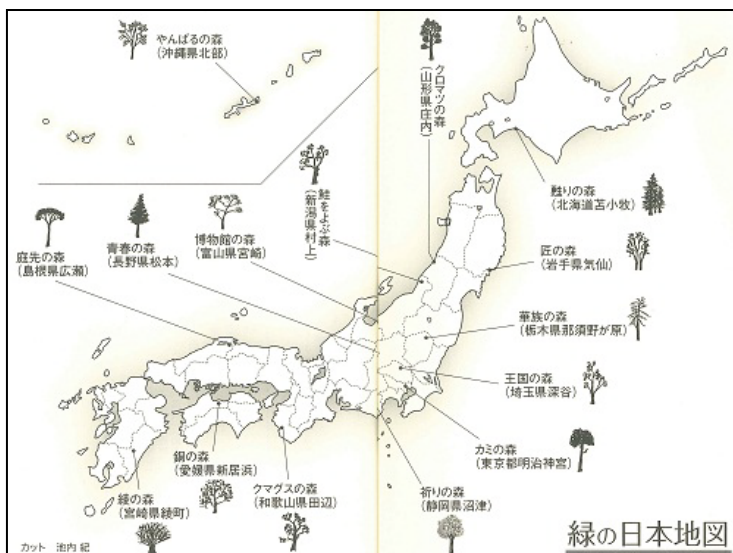 やんばるの森
(沖縄県北部)
クロマツの森
(山形県庄内)
鮭をよぶ森
(新潟県村上)
甦りの森
(北海道苫小牧)
博物館の森
(富山県宮崎)
青春の森
(長野県松本)
庭先の森
(島根県広瀬)
匠の森
(岩手県気仙)
華族の森
(栃木県那須野が原)
王国の森
(埼玉県深谷)
カミの森
(東京都明治神宮)
祈りの森
(静岡県沼津)
銅の森
(愛媛県新居浜)
クマグスの森
(和歌山県田辺)
綾の森
(宮崎県綾町)
カット 池内 紀
緑の日本地図